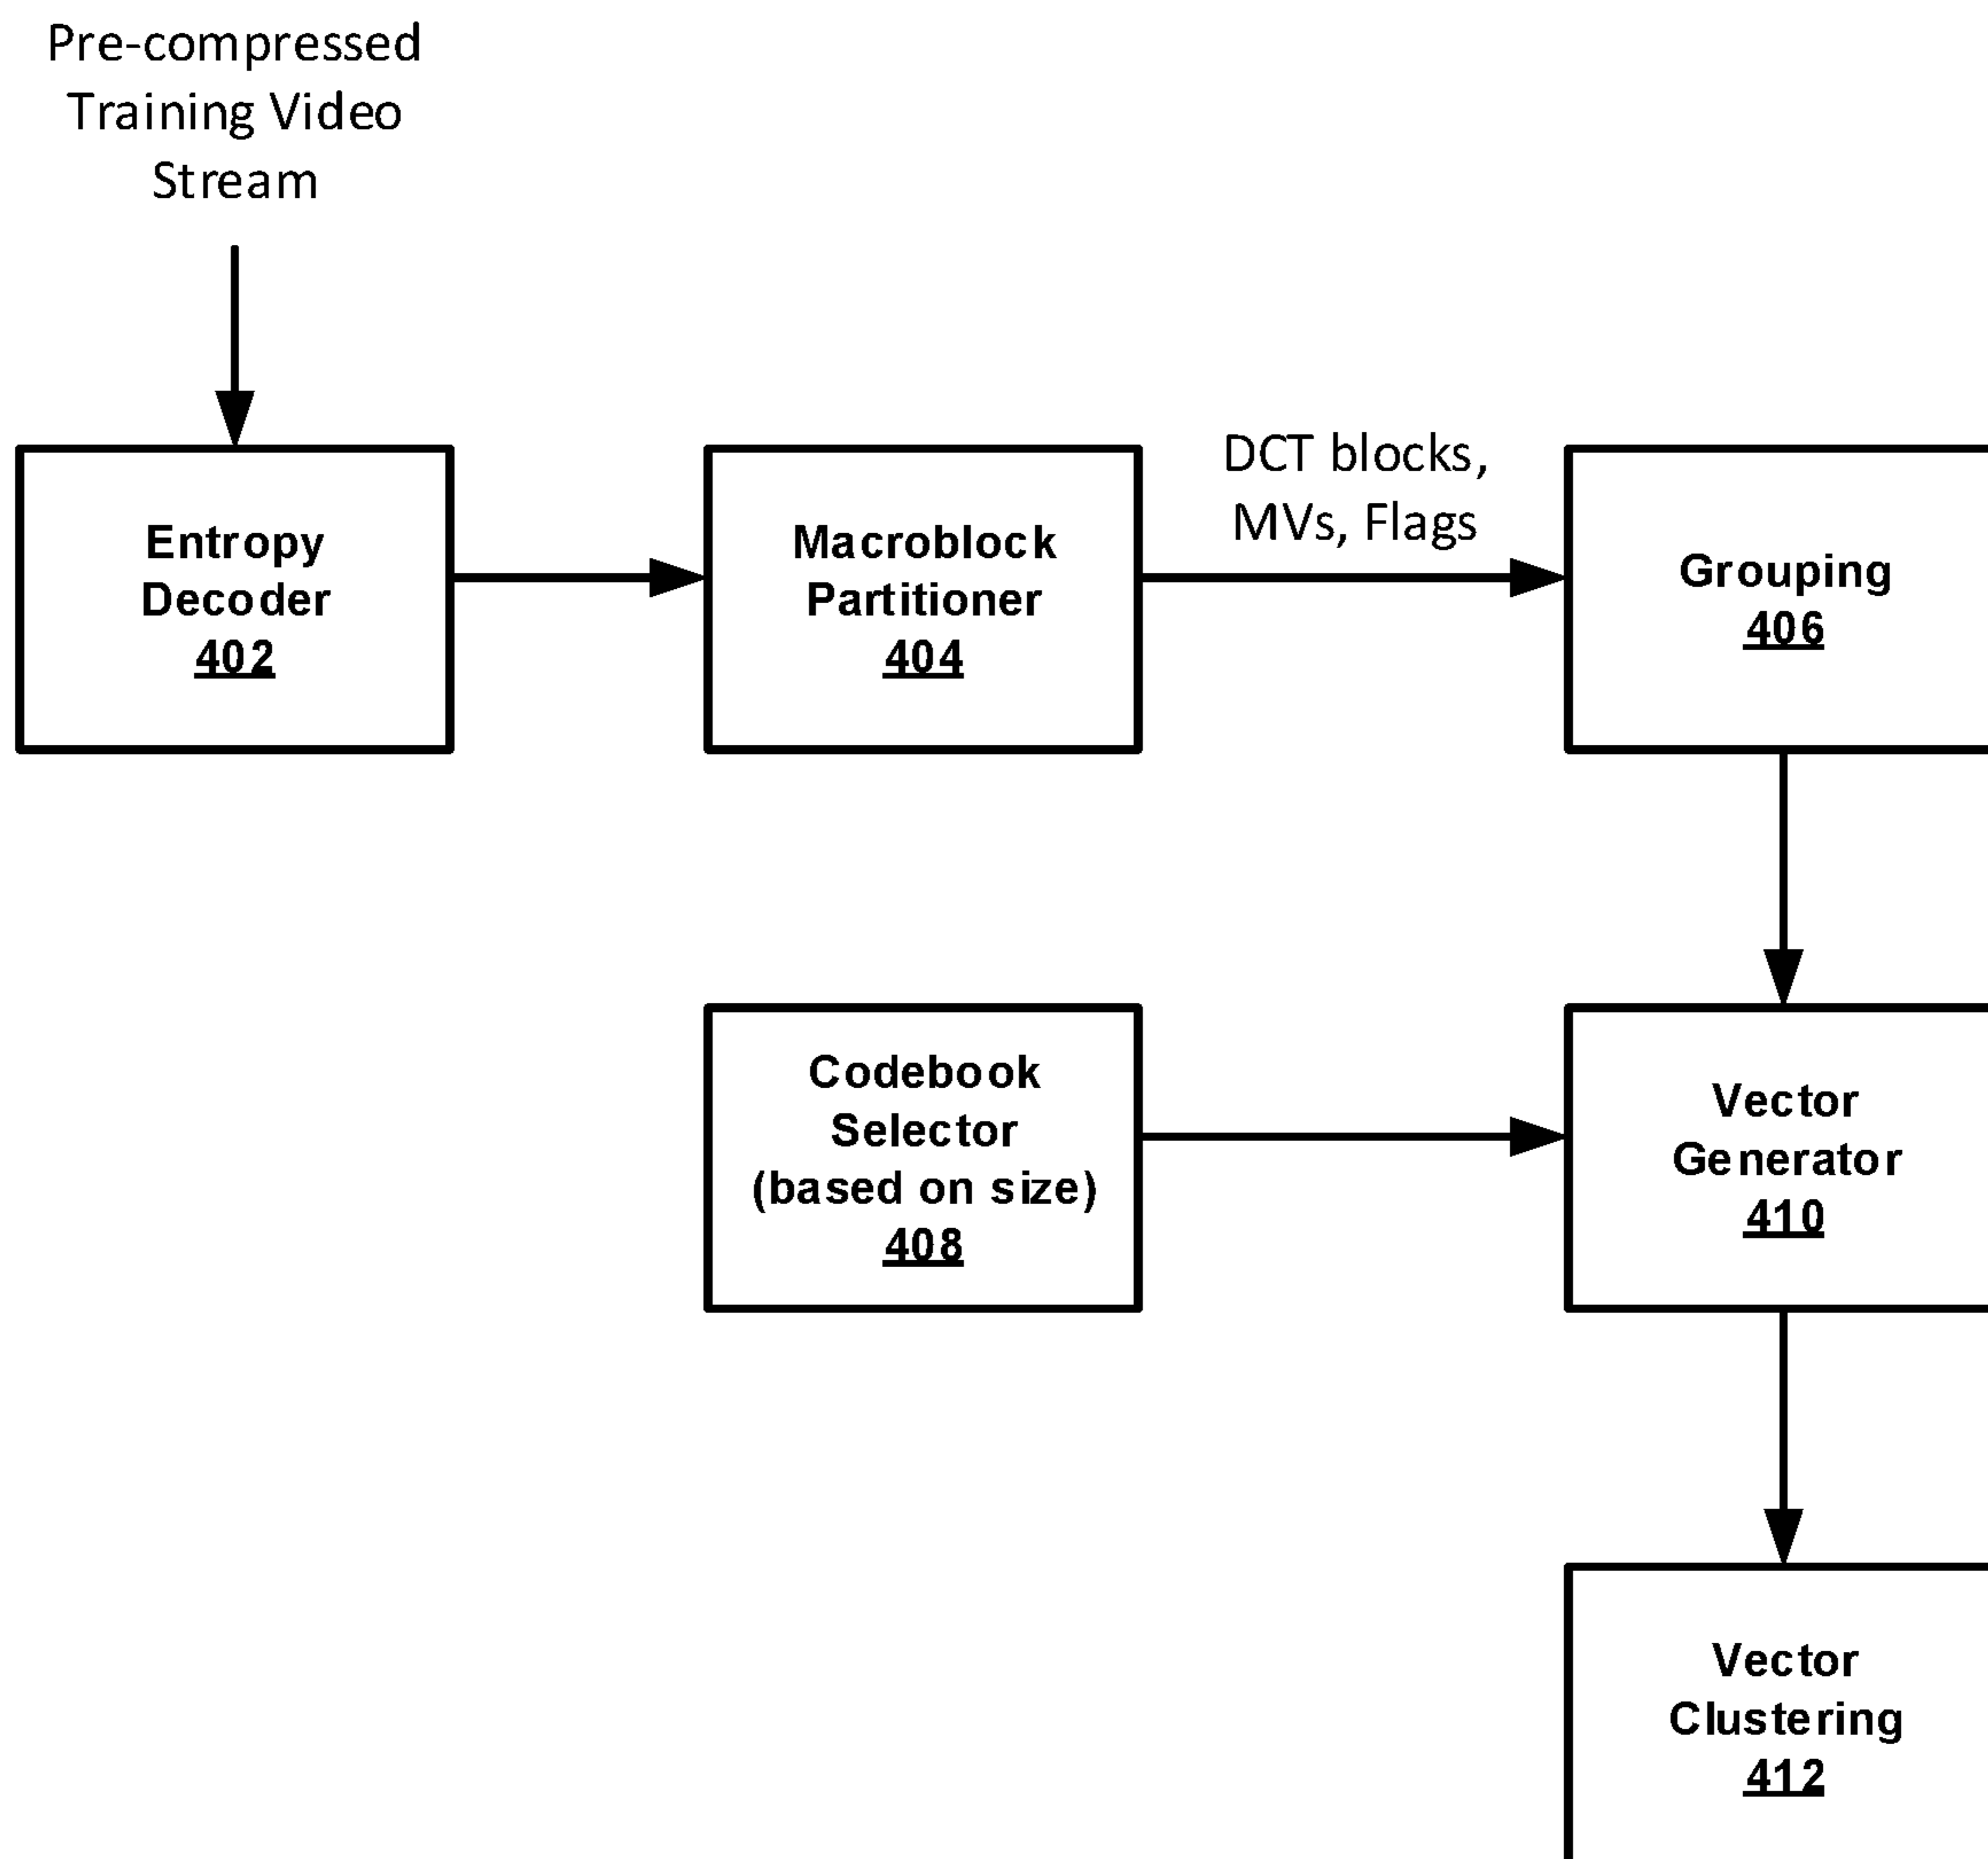 Pre-compressed
Training Video
Stream
Entropy
Decoder
402
Macroblock
Partitioner
404
DCT blocks,
MVs, Flags
Grouping
406
Codebook
Selector
(based on size)
408
Vector
Generator
410
Vector
Clustering
412